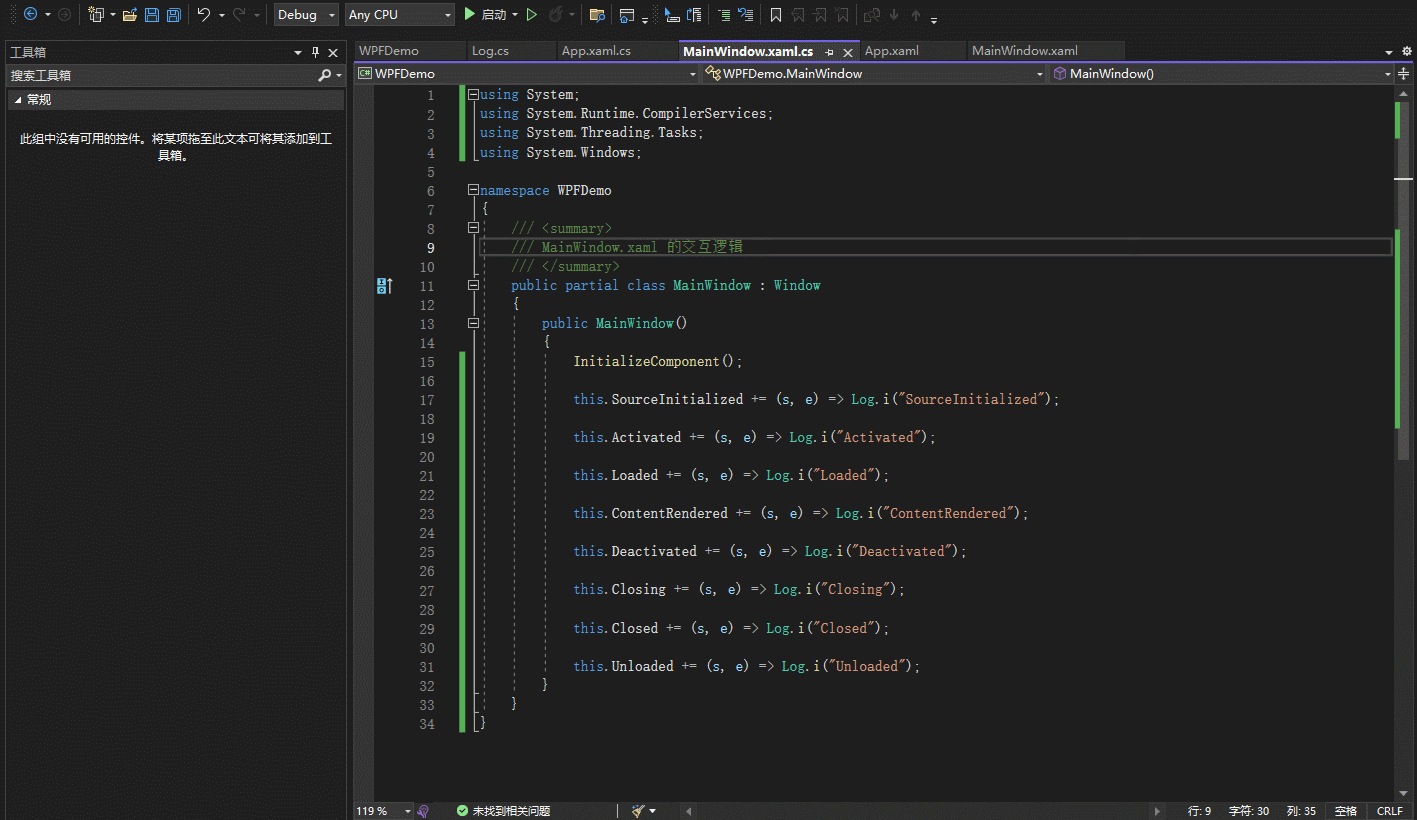 Debug Any CPU 启动
工具箱
搜索工具箱
常规
此组中没有可用的控件。将某项拖至此文本可将其添加到工
具箱。
WPFDemo Log.cs App.xaml.cs MainWindow.xaml.cs App.xaml MainWindow.xaml
C# WPFDemo WPFDemo.MainWindow MainWindow()
1 using System;
2 using System.Runtime.CompilerServices;
3 using System.Threading.Tasks;
4 using System.Windows;
5
6 namespace WPFDemo
7 {
8 /// <summary>
9 /// MainWindow.xaml 的交互逻辑
10 /// </summary>
11 public partial class MainWindow : Window
12 {
13 public MainWindow()
14 {
15 InitializeComponent();
16
17 this.SourceInitialized += (s, e) => Log.i("SourceInitialized");
18
19 this.Activated += (s, e) => Log.i("Activated");
20
21 this.Loaded += (s, e) => Log.i("Loaded");
22
23 this.ContentRendered += (s, e) => Log.i("ContentRendered");
24
25 this.Deactivated += (s, e) => Log.i("Deactivated");
26
27 this.Closing += (s, e) => Log.i("Closing");
28
29 this.Closed += (s, e) => Log.i("Closed");
30
31 this.Unloaded += (s, e) => Log.i("Unloaded");
32 }
33 }
34 }
119 % 未找到相关问题 行: 9 字符: 30 列: 35 空格 CRLF